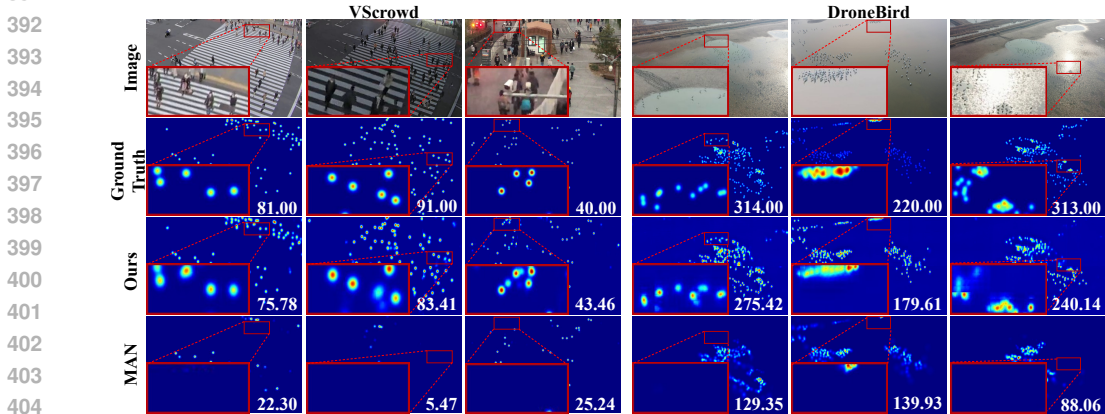 VScrowd DroneBird
392
393
394
395
396
397
398
399
400
401
402
403
404
Image
Ground
Truth
81.00 91.00 40.00 314.00 220.00 313.00
Ours
75.78 83.41 43.46 275.42 179.61 240.14
MAN
22.30 5.47 25.24 129.35 139.93 88.06